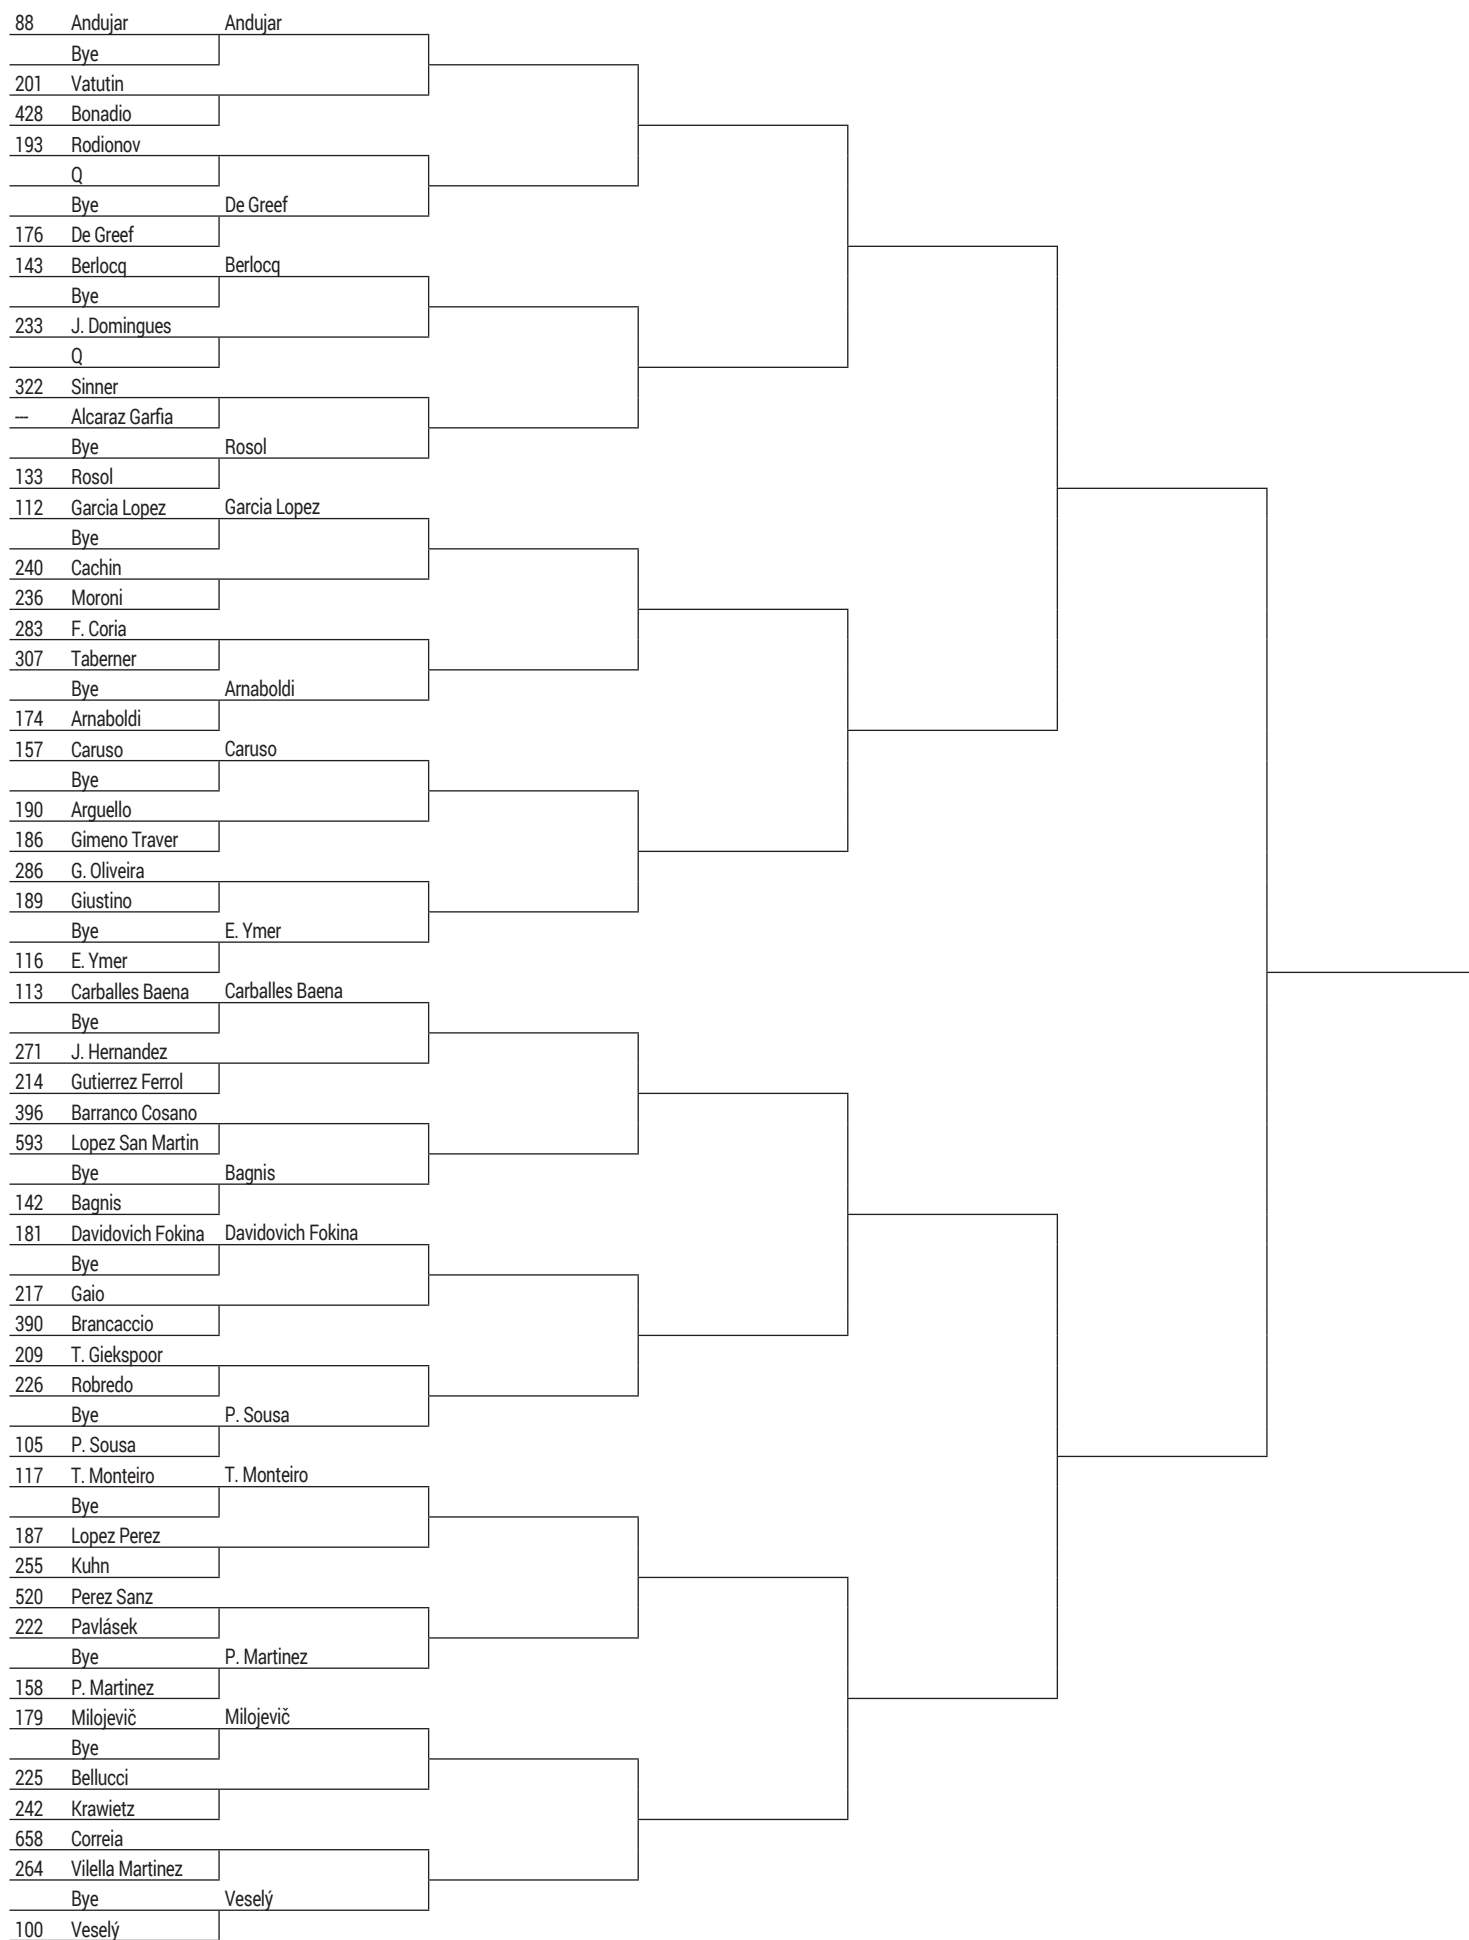 88 Andujar Andujar
Bye
201 Vatutin
428 Bonadio
193 Rodionov
Q
Bye De Greef
176 De Greef
143 Berlocq Berlocq
Bye
233 J. Domingues
Q
322 Sinner
--- Alcaraz Garfia
Bye Rosol
133 Rosol
112 Garcia Lopez Garcia Lopez
Bye
240 Cachin
236 Moroni
283 F. Coria
307 Taberner
Bye Arnaboldi
174 Arnaboldi
157 Caruso Caruso
Bye
190 Arguello
186 Gimeno Traver
286 G. Oliveira
189 Giustino
Bye E. Ymer
116 E. Ymer
113 Carballes Baena Carballes Baena
Bye
271 J. Hernandez
214 Gutierrez Ferrol
396 Barranco Cosano
593 Lopez San Martin
Bye Bagnis
142 Bagnis
181 Davidovich Fokina Davidovich Fokina
Bye
217 Gaio
390 Brancaccio
209 T. Giekspoor
226 Robredo
Bye P. Sousa
105 P. Sousa
117 T. Monteiro T. Monteiro
Bye
187 Lopez Perez
255 Kuhn
520 Perez Sanz
222 Pavlásek
Bye P. Martinez
158 P. Martinez
179 Milojevič Milojevič
Bye
225 Bellucci
242 Krawietz
658 Correia
264 Vilella Martinez
Bye Veselý
100 Veselý